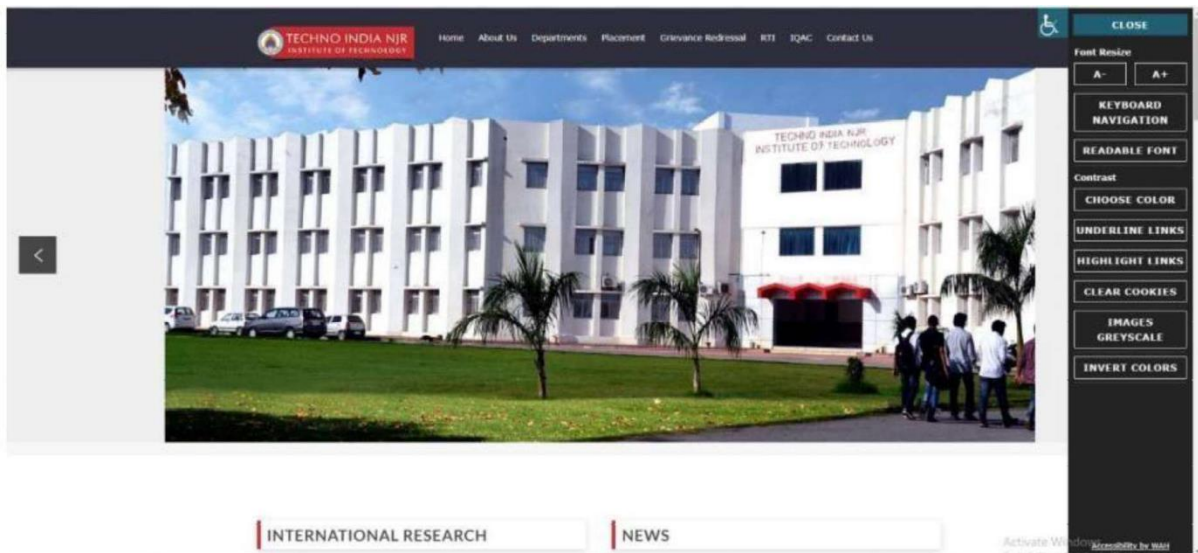 TECHNO INDIA NJR
INSTITUTE OF TECHNOLOGY
Home About Us Departments Placement Grievance Redressal RTI IQAC Contact Us
TECHNO INDIA NJR
INSTITUTE OF TECHNOLOGY
<
INTERNATIONAL RESEARCH
NEWS
CLOSE
Font Resize
A- A+
KEYBOARD
NAVIGATION
READABLE FONT
Contrast
CHOOSE COLOR
UNDERLINE LINKS
HIGHLIGHT LINKS
CLEAR COOKIES
IMAGES
GREYSCALE
INVERT COLORS
Activate Windows
Accessibility by WAH